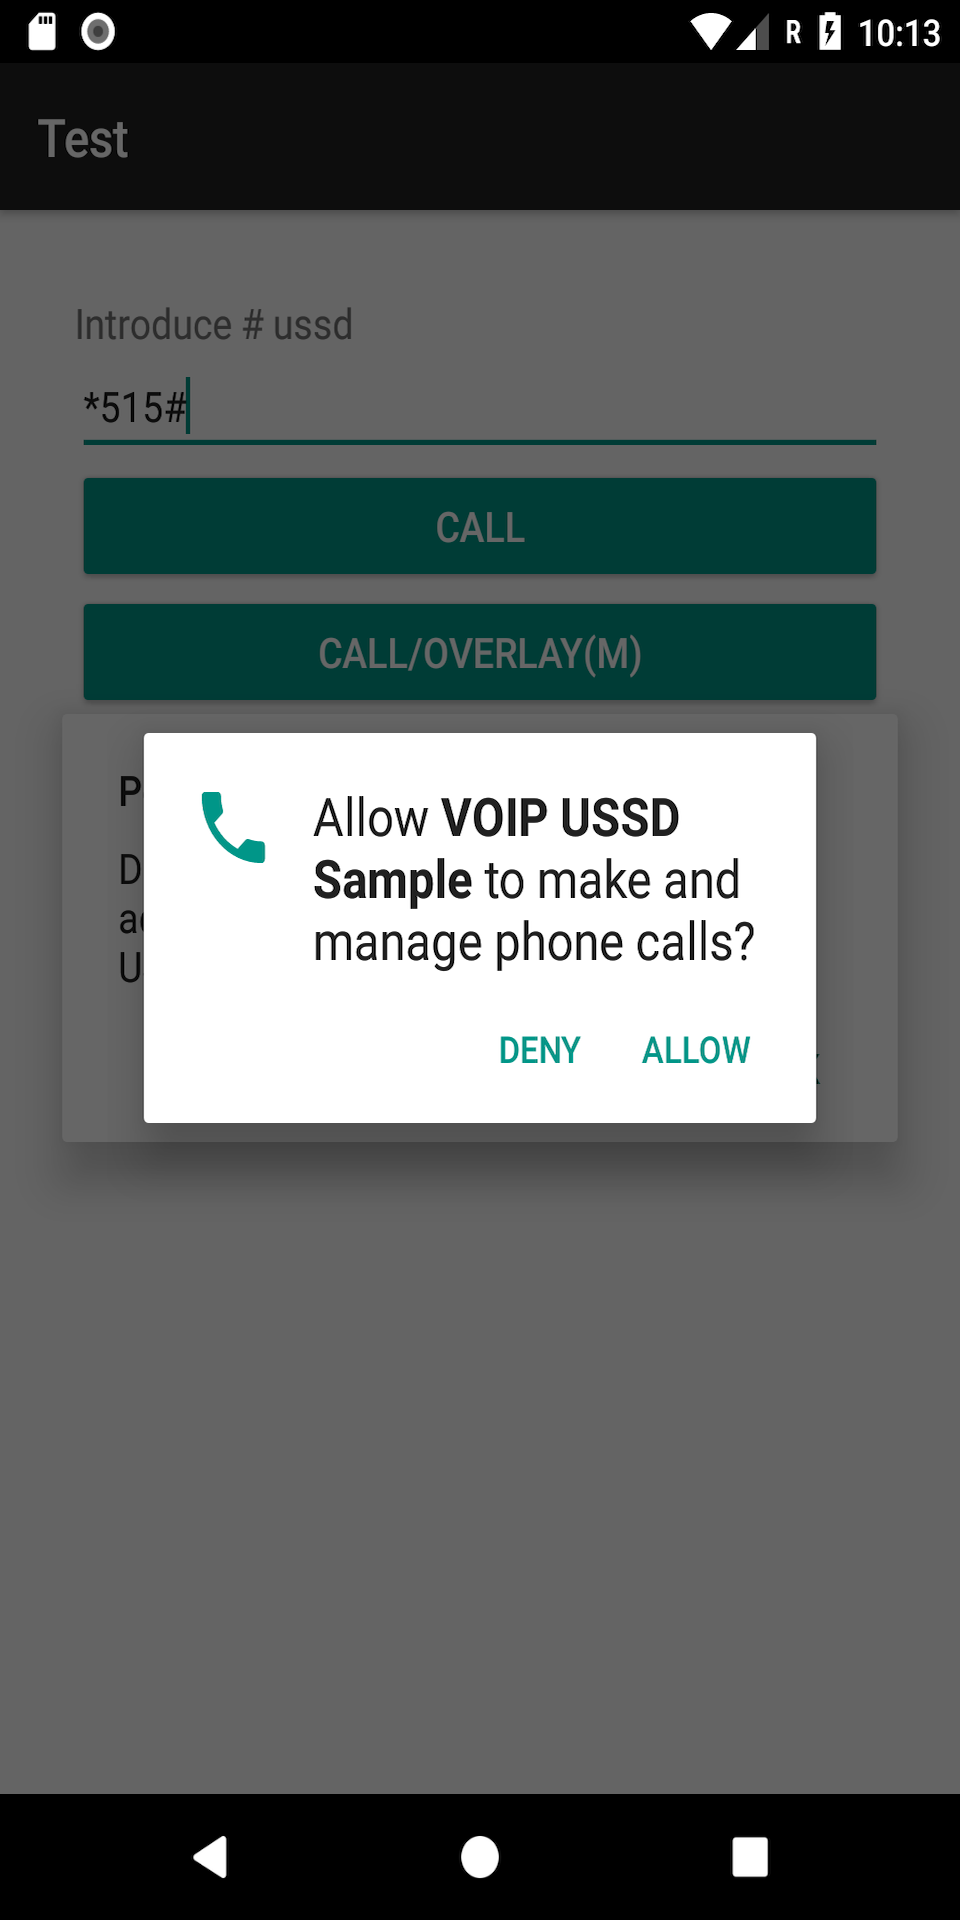 R 10:13
Test
Introduce # ussd
*515#
CALL
CALL/OVERLAY(M)
Allow VOIP USSD
Sample to make and
manage phone calls?
DENY ALLOW